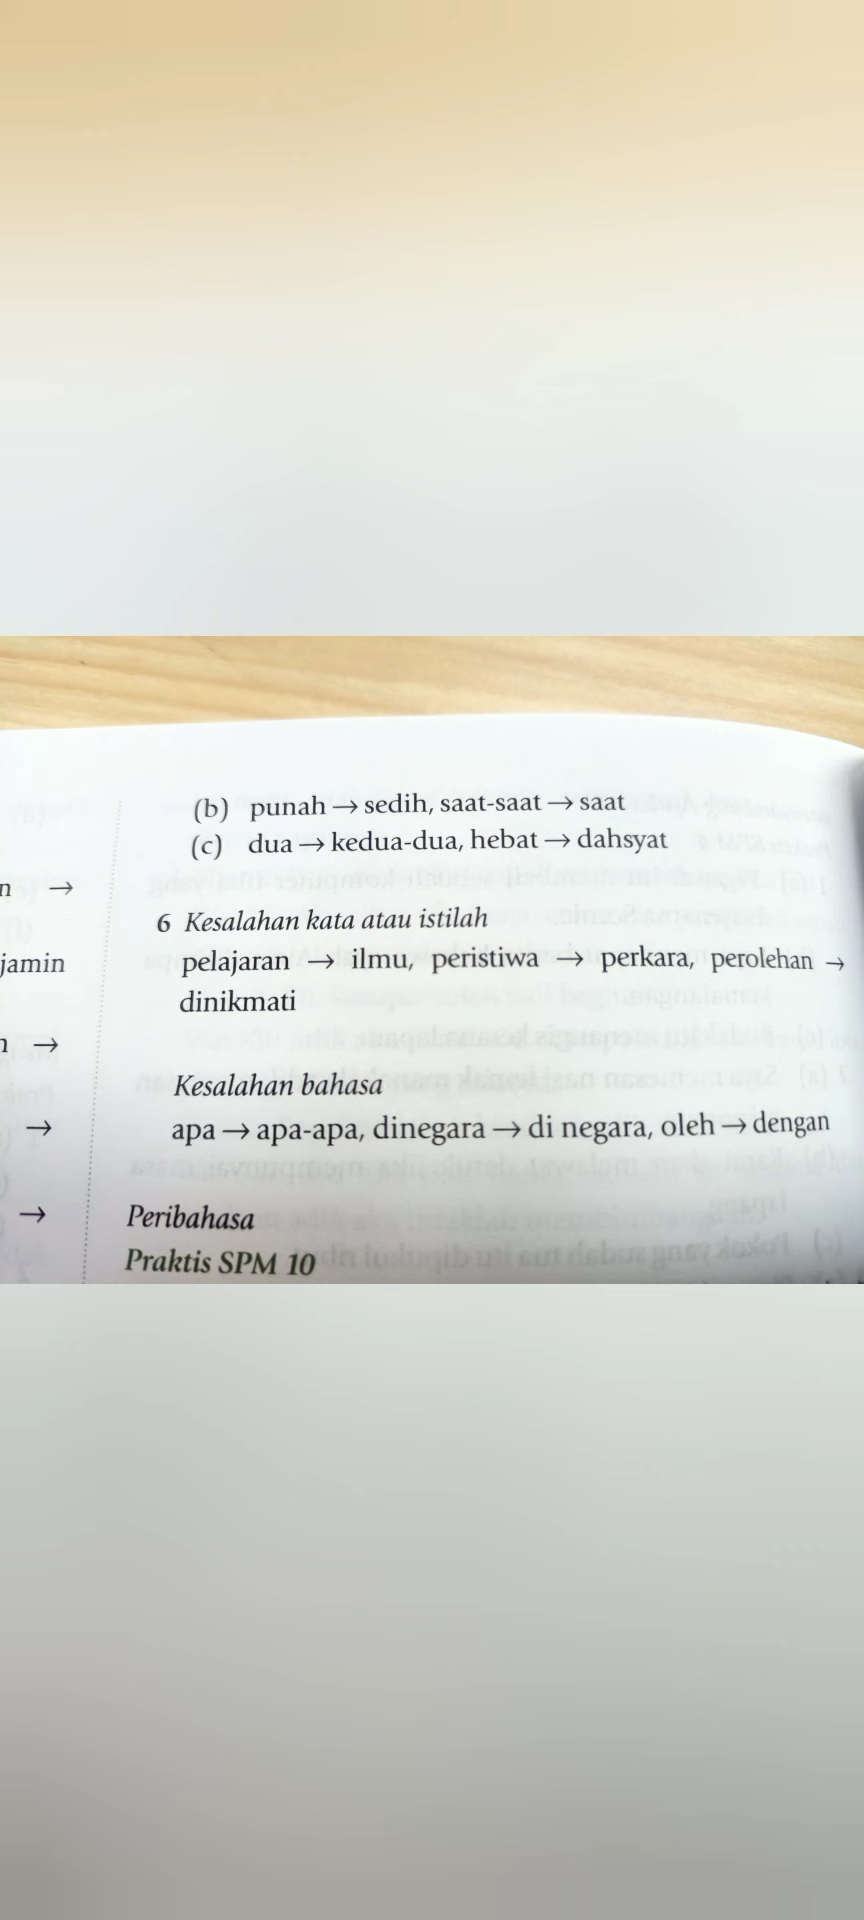 (b) punah → sedih, saat-saat → saat
(c) dua → kedua-dua, hebat → dahsyat
n →
6 Kesalahan kata atau istilah
jamin
pelajaran → ilmu, peristiwa → perkara, perolehan →
dinikmati
→
Kesalahan bahasa
→
apa → apa-apa, dinegara → di negara, oleh → dengan
→
Peribahasa
Praktis SPM 10